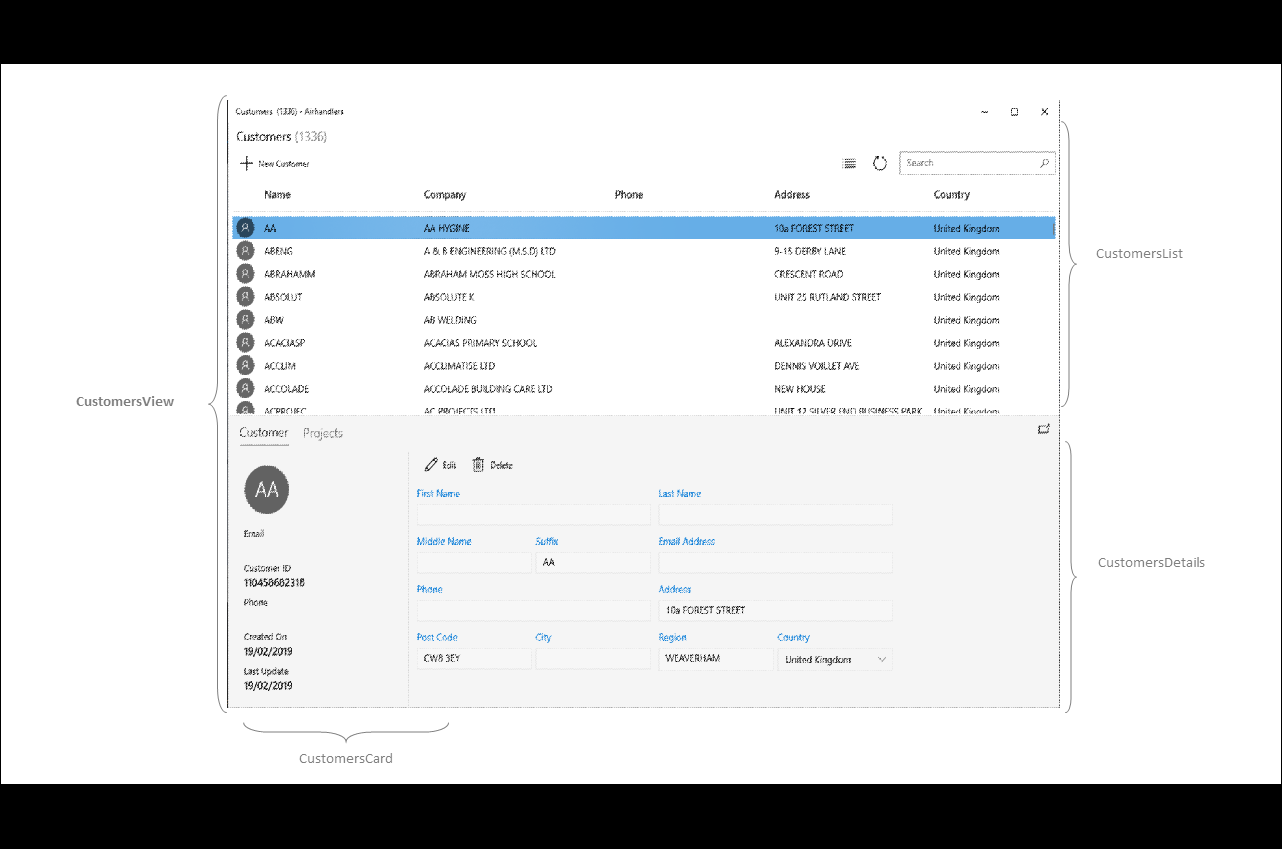 Customers (1336) - Airhandlers
Customers (1336)
New Customer
Search
Name Company Phone Address Country
AA AA HYGINE 10a FOREST STREET United Kingdom
ABENG A & B ENGINEERING (M.S.D) LTD 9-15 DERBY LANE United Kingdom
ABRAHAMM ABRAHAM MOSS HIGH SCHOOL CRESCENT ROAD United Kingdom
CustomersList
ABSOLUT ABSOLUTE K UNIT 25 RUTLAND STREET United Kingdom
ABW AB WELDING United Kingdom
ACACIASP ACACIAS PRIMARY SCHOOL ALEXANDRA DRIVE United Kingdom
ACCLIM ACCLIMATISE LTD DENNIS VOILLET AVE United Kingdom
ACCOLADE ACCOLADE BUILDING CARE LTD NEW HOUSE United Kingdom
CustomersView
ACPROJEC AC PROJECTS LTD UNIT 12 SILVER END BUSINESS PARK United Kingdom
Customer Projects
Edit Delete
AA
Email
Customer ID
110458682318
Phone
Created On
19/02/2019
Last Update
19/02/2019
First Name Last Name
Middle Name Suffix Email Address
AA
Phone Address
10a FOREST STREET
Post Code City Region Country
CW8 3EY WEAVERHAM United Kingdom
CustomersDetails
CustomersCard